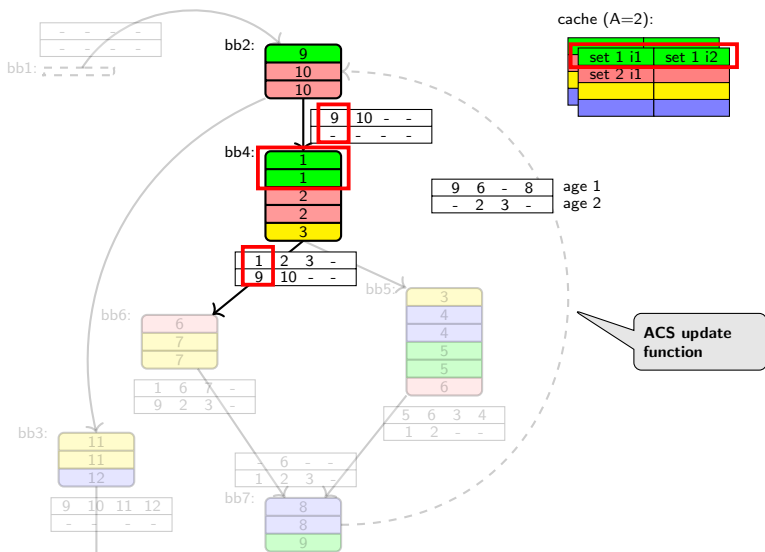 cache (A=2):
set 1 i1 set 1 i2
set 2 i1
- - - -
- - - -
bb1:
bb2:
9
10
10
9 10 - -
- - - -
bb4:
1
1
2
2
3
9 6 - 8 age 1
- 2 3 - age 2
1 2 3 -
9 10 - -
bb5:
3
4
4
5
5
6
bb6:
6
7
7
ACS update
function
1 6 7 -
9 2 3 -
5 6 3 4
1 2 - -
bb3:
11
11
12
- 6 - -
1 2 3 -
9 10 11 12
- - - -
bb7:
8
8
9